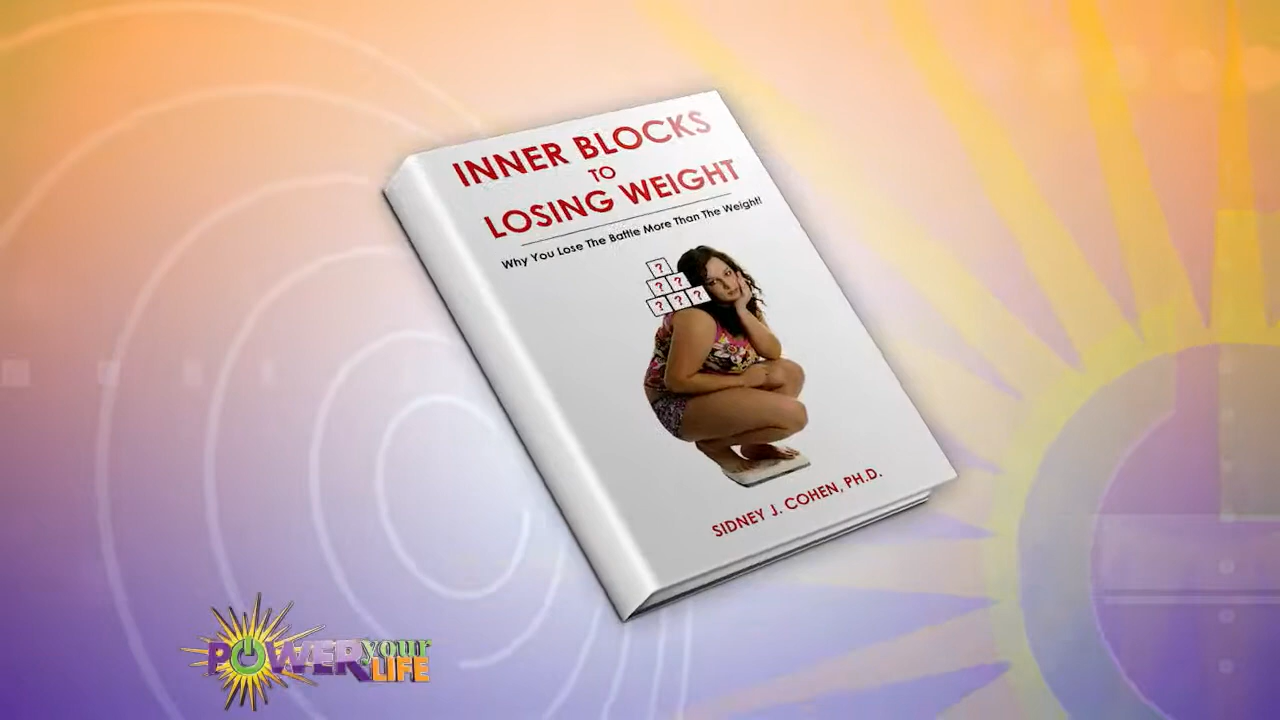 INNER BLOCKS
TO
LOSING WEIGHT
Why You Lose The Battle More Than The Weight!
?
? ?
? ? ?
SIDNEY J. COHEN, PH.D.
POWER your
LIFE